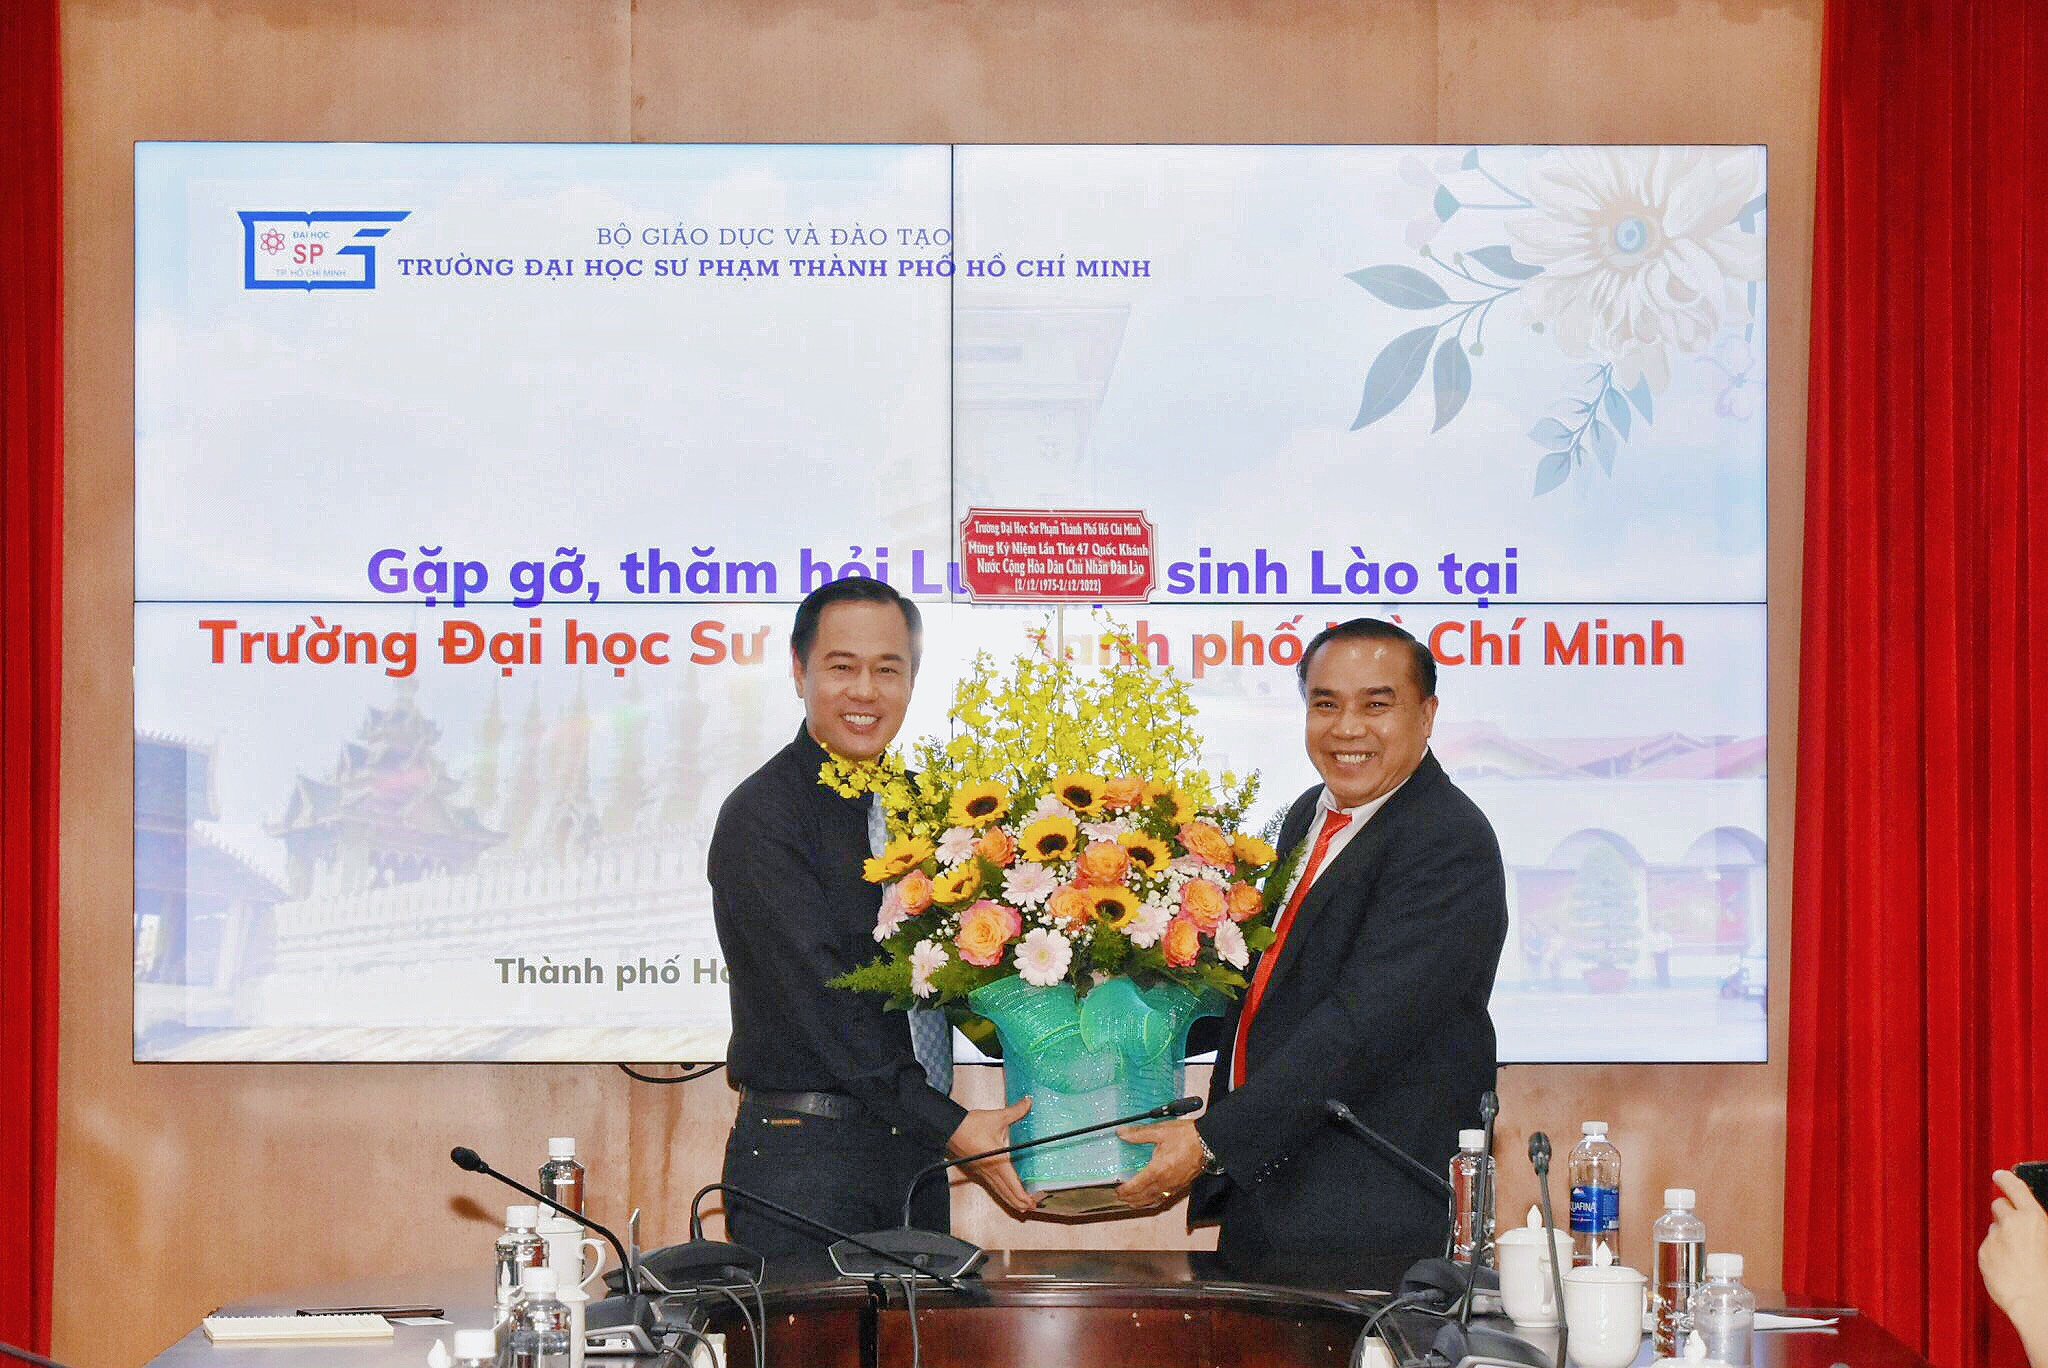 ĐẠI HỌC
SP
TP. HỒ CHÍ MINH
BỘ GIÁO DỤC VÀ ĐÀO TẠO
TRƯỜNG ĐẠI HỌC SƯ PHẠM THÀNH PHỐ HỒ CHÍ MINH
Trường Đại Học Sư Phạm Thành Phố Hồ Chí Minh
Mừng Kỷ Niệm Lần Thứ 47 Quốc Khánh
Nước Cộng Hòa Dân Chủ Nhân Dân Lào
(2/12/1975-2/12/2022)
Gặp gỡ, thăm hỏi sinh Lào tại
Trường Đại học Sư phố Chí Minh
Thành phố
AQUAFINA